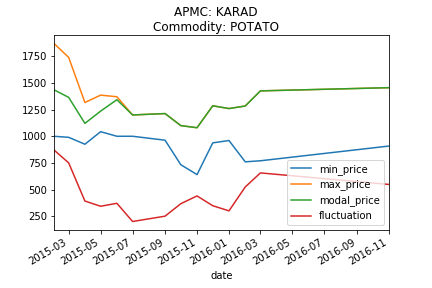 APMC: KARAD
Commodity: POTATO
1750
1500
1250
1000
750
500
250
min_price
max_price
modal_price
fluctuation
2015-03
2015-05
2015-07
2015-09
2015-11
2016-01
2016-03
2016-05
2016-07
2016-09
2016-11
date